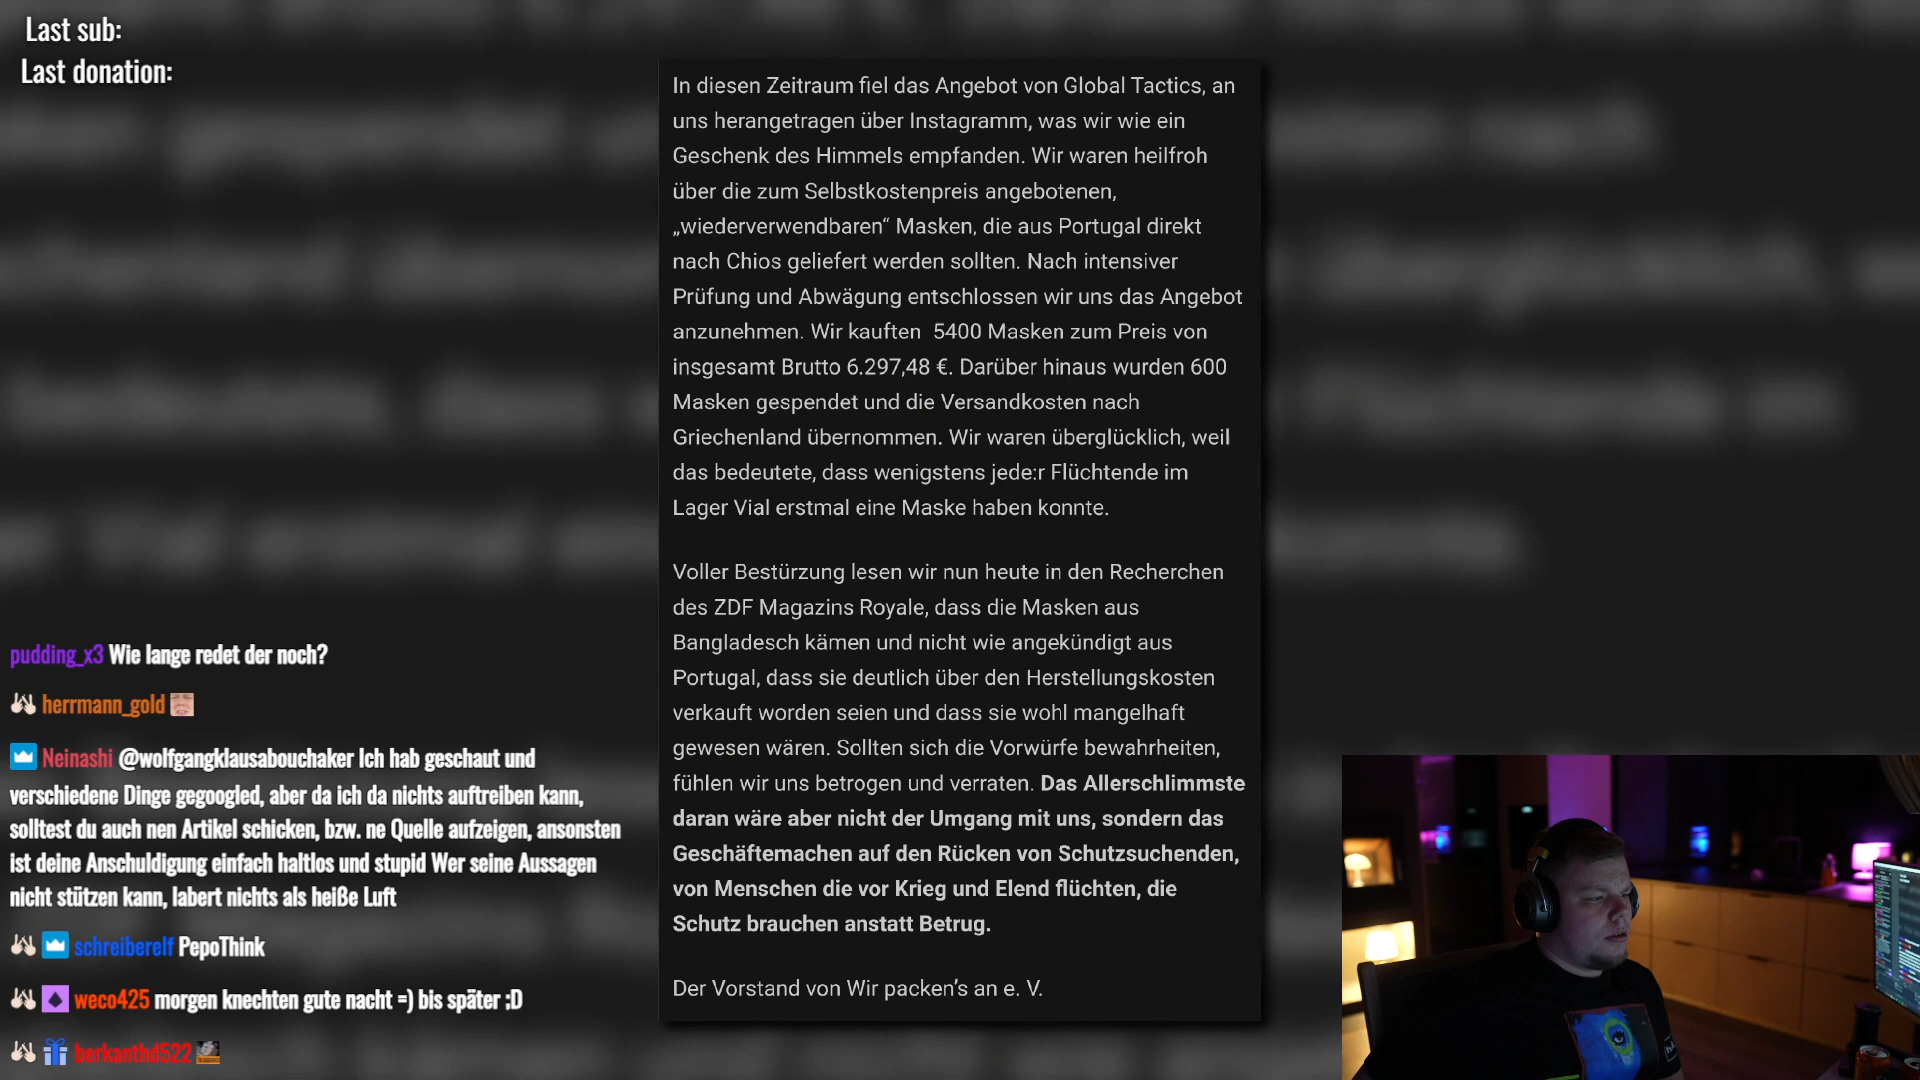 Last sub:
Last donation:
In diesen Zeitraum fiel das Angebot von Global Tactics, an
uns herangetragen über Instagramm, was wir wie ein
Geschenk des Himmels empfanden. Wir waren heilfroh
über die zum Selbstkostenpreis angebotenen,
„wiederverwendbaren“ Masken, die aus Portugal direkt
nach Chios geliefert werden sollten. Nach intensiver
Prüfung und Abwägung entschlossen wir uns das Angebot
anzunehmen. Wir kauften  5400 Masken zum Preis von
insgesamt Brutto 6.297,48 €. Darüber hinaus wurden 600
Masken gespendet und die Versandkosten nach
Griechenland übernommen. Wir waren überglücklich, weil
das bedeutete, dass wenigstens jede:r Flüchtende im
Lager Vial erstmal eine Maske haben konnte.
Voller Bestürzung lesen wir nun heute in den Recherchen
des ZDF Magazins Royale, dass die Masken aus
Bangladesch kämen und nicht wie angekündigt aus
Portugal, dass sie deutlich über den Herstellungskosten
verkauft worden seien und dass sie wohl mangelhaft
gewesen wären. Sollten sich die Vorwürfe bewahrheiten,
fühlen wir uns betrogen und verraten. Das Allerschlimmste
daran wäre aber nicht der Umgang mit uns, sondern das
Geschäftemachen auf den Rücken von Schutzsuchenden,
von Menschen die vor Krieg und Elend flüchten, die
Schutz brauchen anstatt Betrug.
Der Vorstand von Wir packen’s an e. V.
pudding_x3 Wie lange redet der noch?
herrmann_gold
Neinashi @wolfgangklausabouchaker Ich hab geschaut und
verschiedene Dinge gegoogled, aber da ich da nichts auftreiben kann,
solltest du auch nen Artikel schicken, bzw. ne Quelle aufzeigen, ansonsten
ist deine Anschuldigung einfach haltlos und stupid Wer seine Aussagen
nicht stützen kann, labert nichts als heiße Luft
schreiberelf PepoThink
weco425 morgen knechten gute nacht =) bis später ;D
berkanthd522